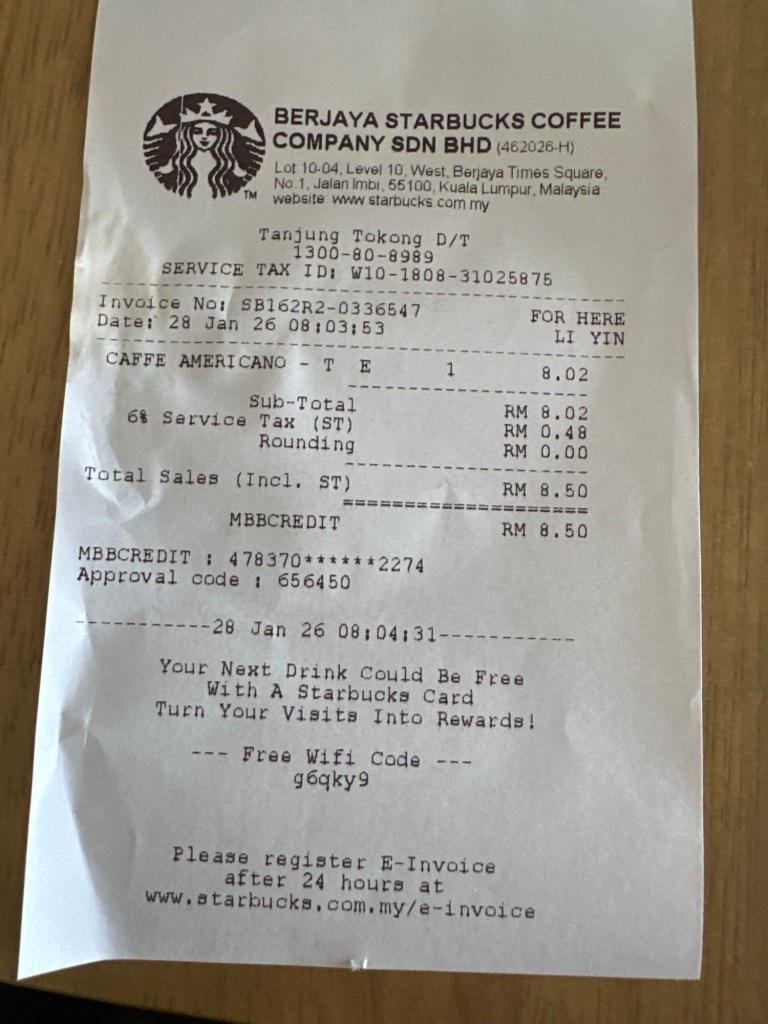 BERJAYA STARBUCKS COFFEE
COMPANY SDN BHD (462026-H)
Lot 10-04, Level 10, West, Berjaya Times Square,
No.1, Jalan Imbi, 55100, Kuala Lumpur, Malaysia
website: www.starbucks.com.my
TM
Tanjung Tokong D/T
1300-80-8989
SERVICE TAX ID: W10-1808-31025875
Invoice No: SB162R2-0336547 FOR HERE
Date: 28 Jan 26 08:03:53 LI YIN
CAFFE AMERICANO - T E 1 8.02
Sub-Total RM 8.02
6% Service Tax (ST) RM 0.48
Rounding RM 0.00
Total Sales (Incl. ST) RM 8.50
MBBCREDIT RM 8.50
MBBCREDIT : 478370******2274
Approval code : 656450
-----------28 Jan 26 08:04:31-----------
Your Next Drink Could Be Free
With A Starbucks Card
Turn Your Visits Into Rewards!
--- Free Wifi Code ---
g6qky9
Please register E-Invoice
after 24 hours at
www.starbucks.com.my/e-invoice